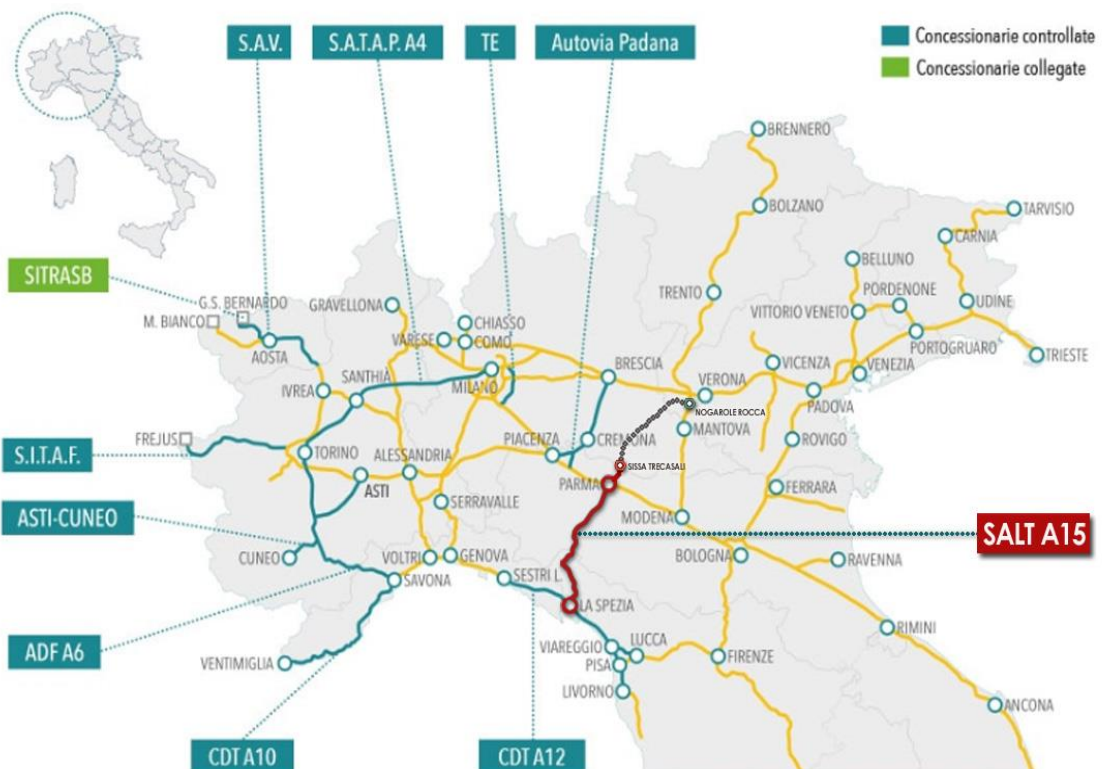 S.A.V.
S.A.T.A.P. A4
TE
Autovia Padana
Concessionarie controllate
Concessionarie collegate
BRENNERO
BOLZANO
TARVISIO
CARNIA
BELLUNO
SITRASB
PORDENONE
TRENTO
UDINE
G.S. BERNARDO
GRAVELLONA
VITTORIO VENETO
M. BIANCO
CHIASSO
VARESE
COMO
PORTOGRUARO
TRIESTE
AOSTA
BRESCIA
VICENZA
VENEZIA
SANTHIÀ
MILANO
VERONA
IVREA
PADOVA
NOGAROLE ROCCA
MANTOVA
FREJUS
PIACENZA
CREMONA
ROVIGO
S.I.T.A.F.
TORINO
ALESSANDRIA
SISSA TRECASALI
PARMA
ASTI
FERRARA
SERRAVALLE
ASTI-CUNEO
MODENA
SALT A15
CUNEO
VOLTRI
GENOVA
BOLOGNA
RAVENNA
SAVONA
SESTRI L.
LA SPEZIA
RIMINI
ADF A6
VIAREGGIO
LUCCA
VENTIMIGLIA
PISA
FIRENZE
LIVORNO
ANCONA
CDT A10
CDT A12